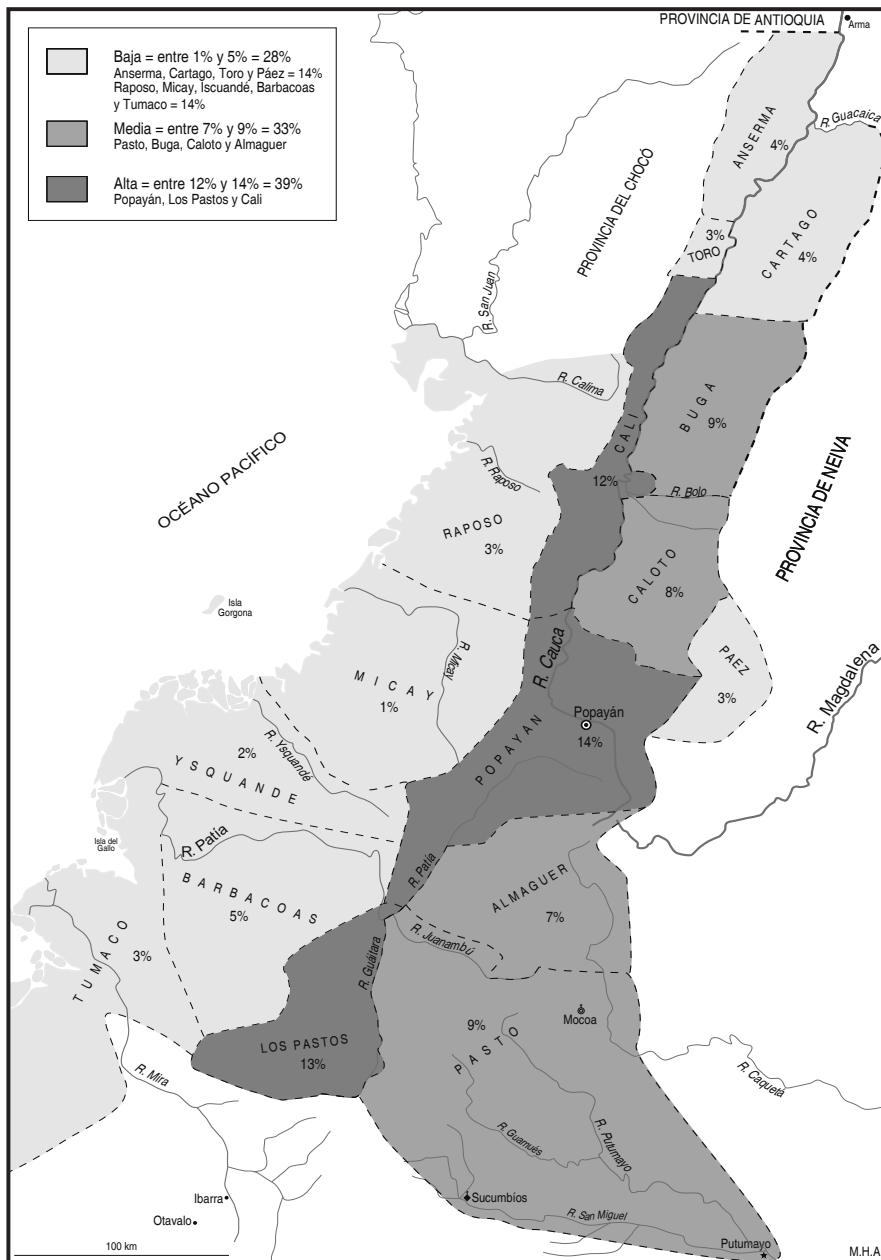 Baja = entre 1% y 5% = 28%
Anserma, Cartago, Toro y Páez = 14%
Raposo, Micay, Iscuandé, Barbacoas
y Tumaco = 14%
Media = entre 7% y 9% = 33%
Pasto, Buga, Caloto y Almaguer
Alta = entre 12% y 14% = 39%
Popayán, Los Pastos y Cali
PROVINCIA DE ANTIOQUIA
Arma
R. Guacaica
ANSERMA
4%
PROVINCIA DEL CHOCÓ
3%
TORO
CARTAGO
4%
R. San Juan
R. Calima
CALI
12%
BUGA
9%
R. Bolo
PROVINCIA DE NEIVA
OCÉANO PACÍFICO
R. Raposo
RAPOSO
3%
CALOTO
8%
Isla
Gorgona
R. Cauca
R. Micay
MICAY
1%
PAEZ
3%
R. Magdalena
Popayán
14%
POPAYAN
2%
YSQUANDE
R. Ysquandé
Isla del
Gallo
R. Patía
R. Patía
BARBACOAS
5%
ALMAGUER
7%
R. Juanambú
TUMACO
3%
R. Guáitara
LOS PASTOS
13%
9%
PASTO
Mocoa
R. Mira
R. Caquetá
R. Guamués
R. Putumayo
Ibarra
Otavalo
Sucumbíos
R. San Miguel
Putumayo
100 km
M.H.A